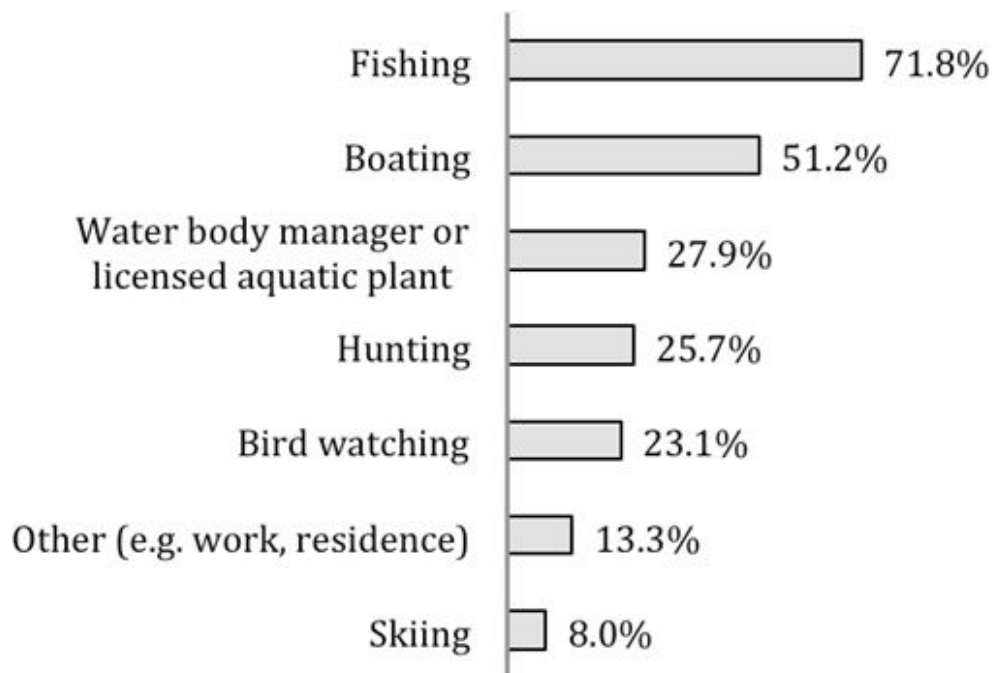 Fishing 71.8%
Boating 51.2%
Water body manager or
licensed aquatic plant 27.9%
Hunting 25.7%
Bird watching 23.1%
Other (e.g. work, residence) 13.3%
Skiing 8.0%